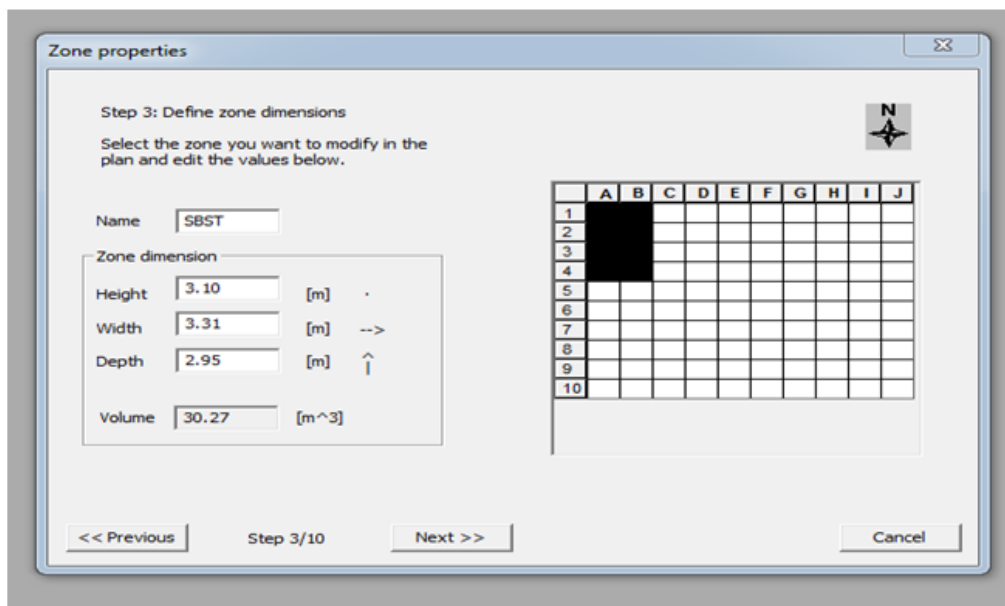 Zone properties
Step 3: Define zone dimensions
Select the zone you want to modify in the
plan and edit the values below.
N
Name SBST
Zone dimension
Height 3.10 [m] .
Width 3.31 [m] -->
Depth 2.95 [m] ^
|
Volume 30.27 [m^3]
A B C D E F G H I J
1
2
3
4
5
6
7
8
9
10
<< Previous Step 3/10 Next >> Cancel